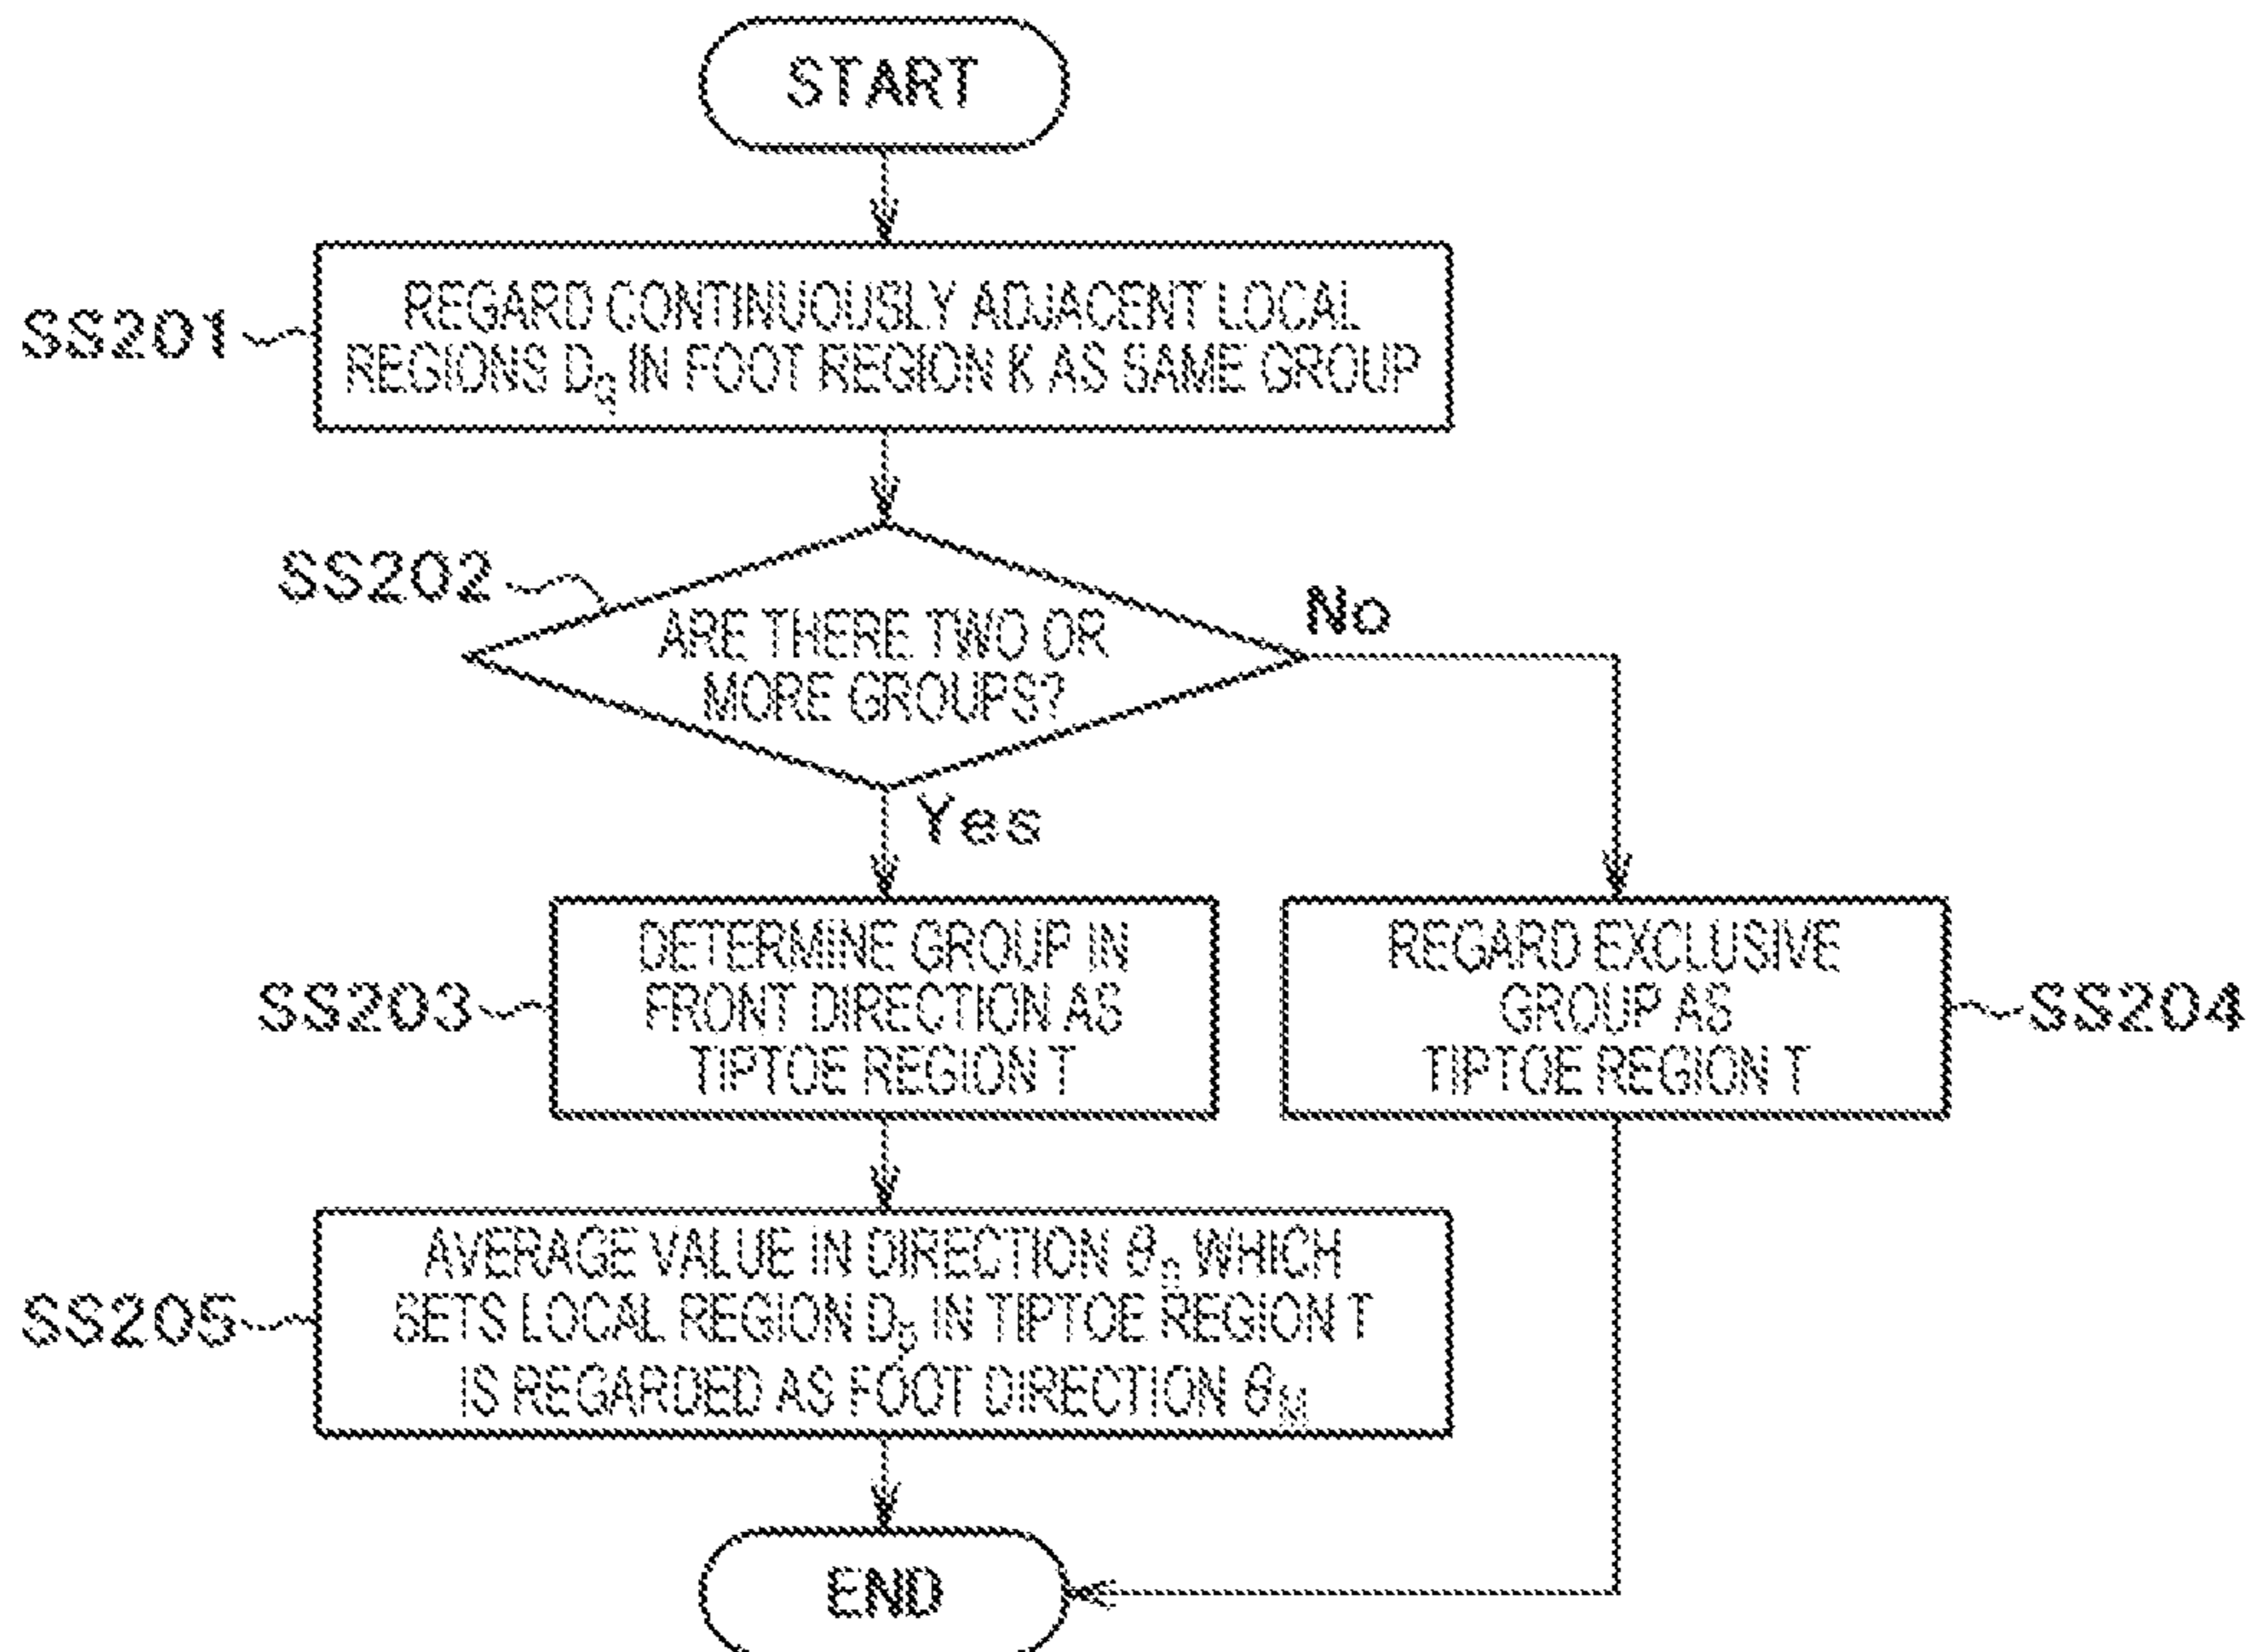 START
SS201
REGARD CONTINUOUSLY ADJACENT LOCAL
REGIONS Dq IN FOOT REGION K AS SAME GROUP
SS202
ARE THERE TWO OR
MORE GROUPS?
No
Yes
SS203
DETERMINE GROUP IN
FRONT DIRECTION AS
TIPTOE REGION T
REGARD EXCLUSIVE
GROUP AS
TIPTOE REGION T
SS204
SS205
AVERAGE VALUE IN DIRECTION θn WHICH
SETS LOCAL REGION D IN TIPTOE REGION T
IS REGARDED AS FOOT DIRECTION θM
END